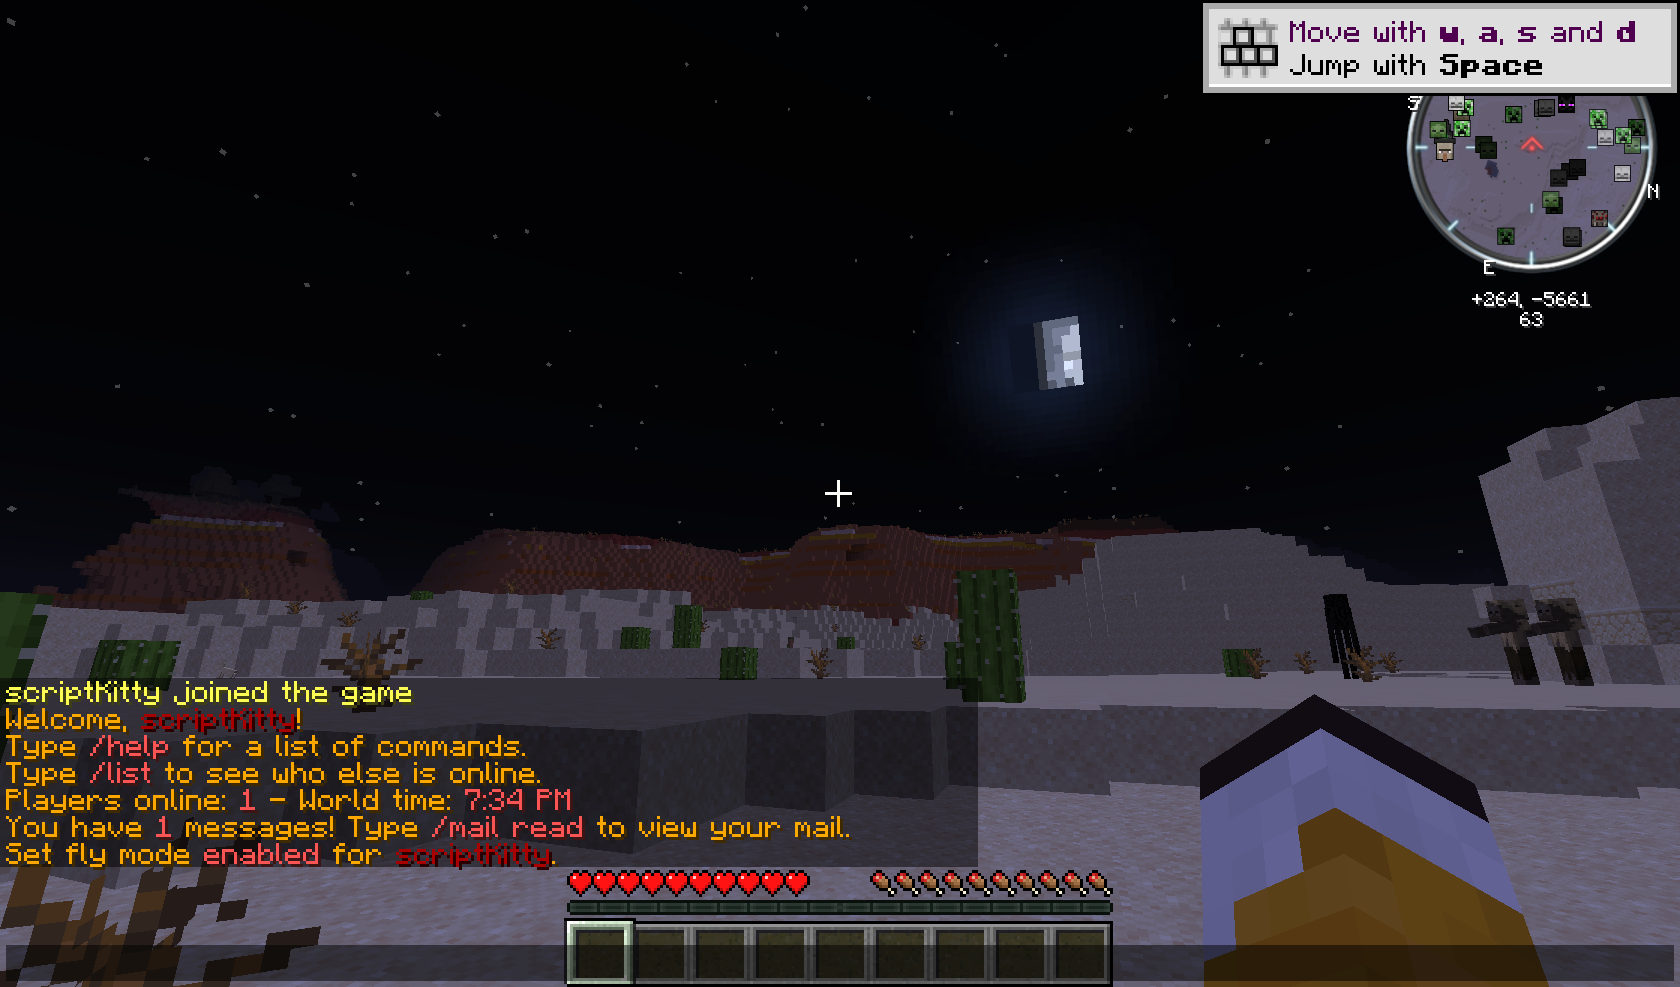 Move with w, a, s and d
Jump with Space
S
N
E
+264, -5661
63
scriptKitty joined the game
Welcome, scriptKitty!
Type /help for a list of commands.
Type /list to see who else is online.
Players online: 1 - World time: 7:34 PM
You have 1 messages! Type /mail read to view your mail.
Set fly mode enabled for scriptKitty.